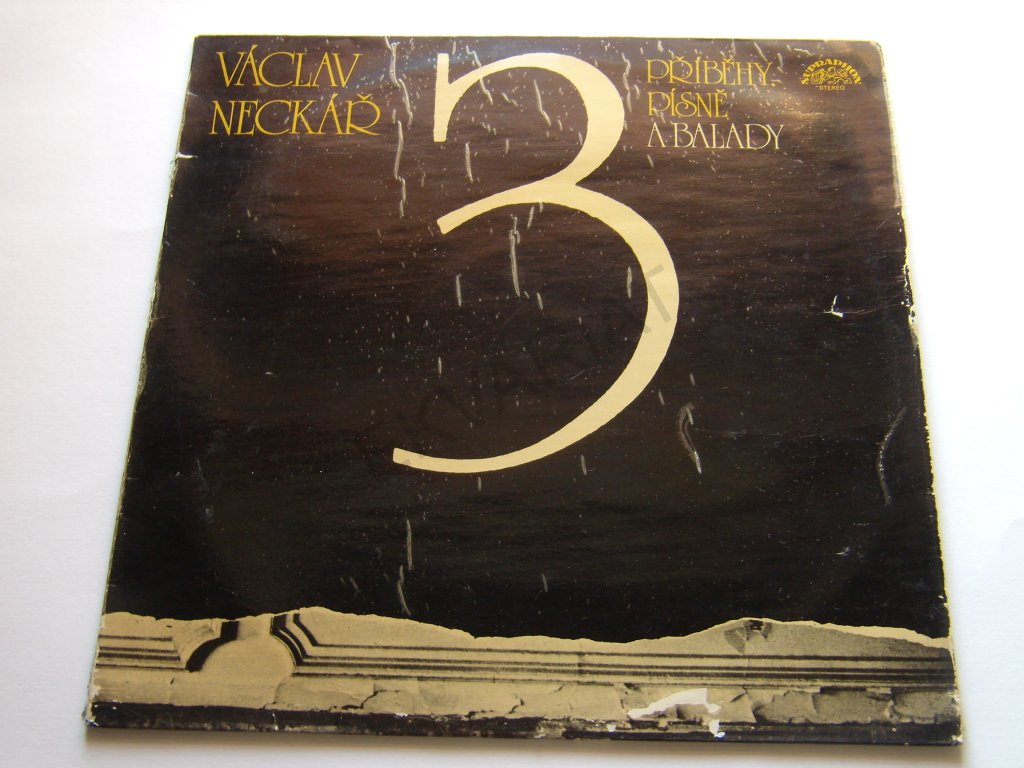 VÁCLAV
NECKÁŘ
3
PŘÍBĚHY,
PÍSNĚ
A BALADY
SUPRAPHON
STEREO